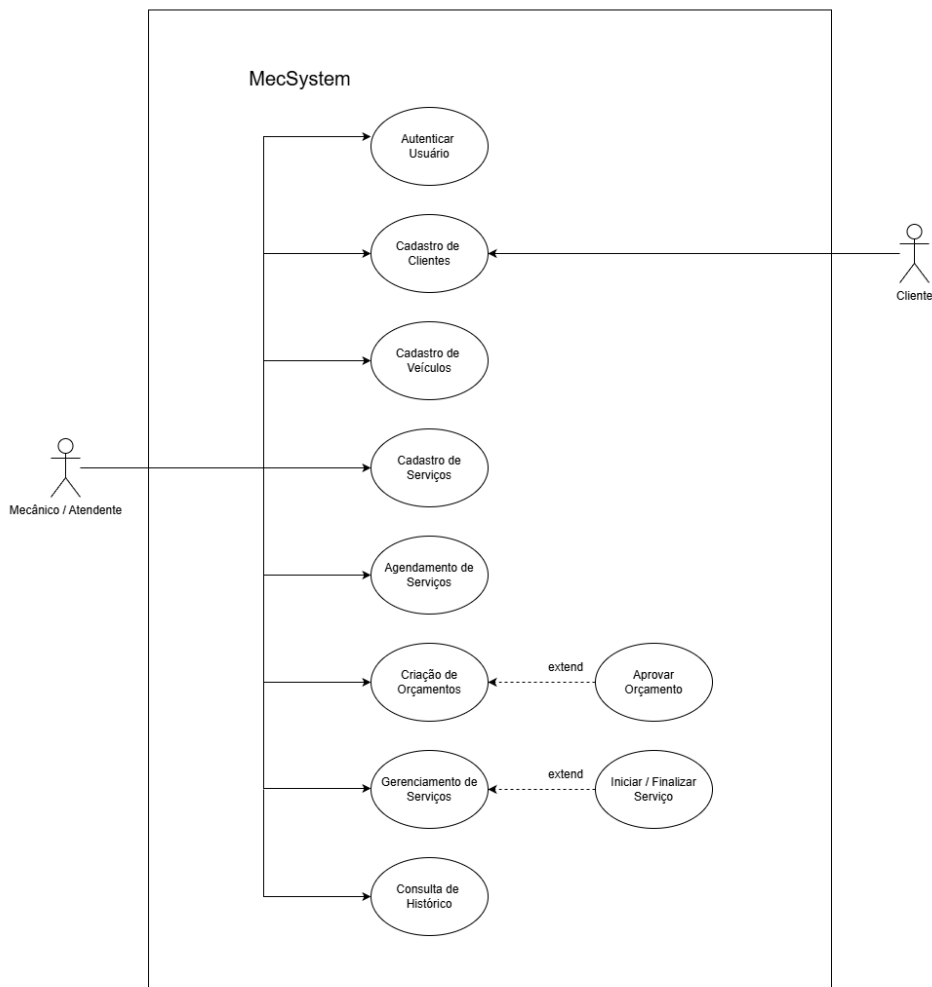 MecSystem
Autenticar
Usuário
Cadastro de
Clientes
Cliente
Cadastro de
Veículos
Cadastro de
Serviços
Mecânico / Atendente
Agendamento de
Serviços
Criação de
Orçamentos
extend
Aprovar
Orçamento
Gerenciamento de
Serviços
extend
Iniciar / Finalizar
Serviço
Consulta de
Histórico